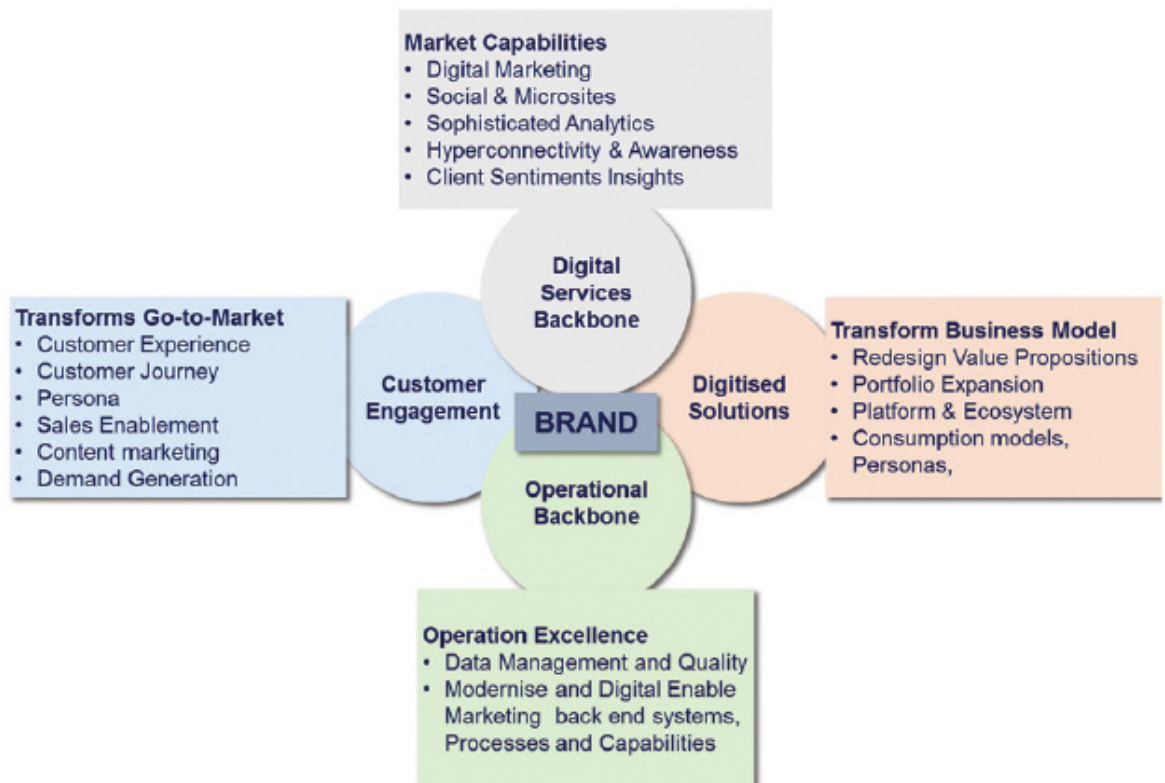 Market Capabilities
• Digital Marketing
• Social & Microsites
• Sophisticated Analytics
• Hyperconnectivity & Awareness
• Client Sentiments Insights
Digital
Services
Backbone
Transforms Go-to-Market
• Customer Experience
• Customer Journey
• Persona
• Sales Enablement
• Content marketing
• Demand Generation
Customer
Engagement
BRAND
Digitised
Solutions
Transform Business Model
• Redesign Value Propositions
• Portfolio Expansion
• Platform & Ecosystem
• Consumption models,
Personas,
Operational
Backbone
Operation Excellence
• Data Management and Quality
• Modernise and Digital Enable
Marketing back end systems,
Processes and Capabilities